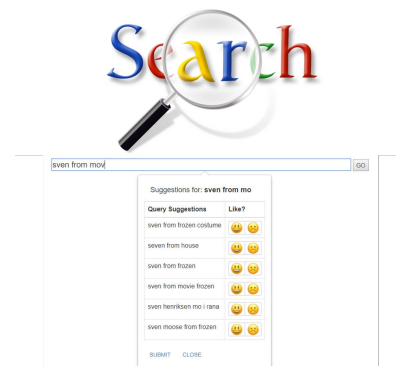 Search
sven from mov
GO
Suggestions for: sven from mo
Query Suggestions Like?
sven from frozen costume
seven from house
sven from frozen
sven from movie frozen
sven henriksen mo i rana
sven moose from frozen
SUBMIT CLOSE